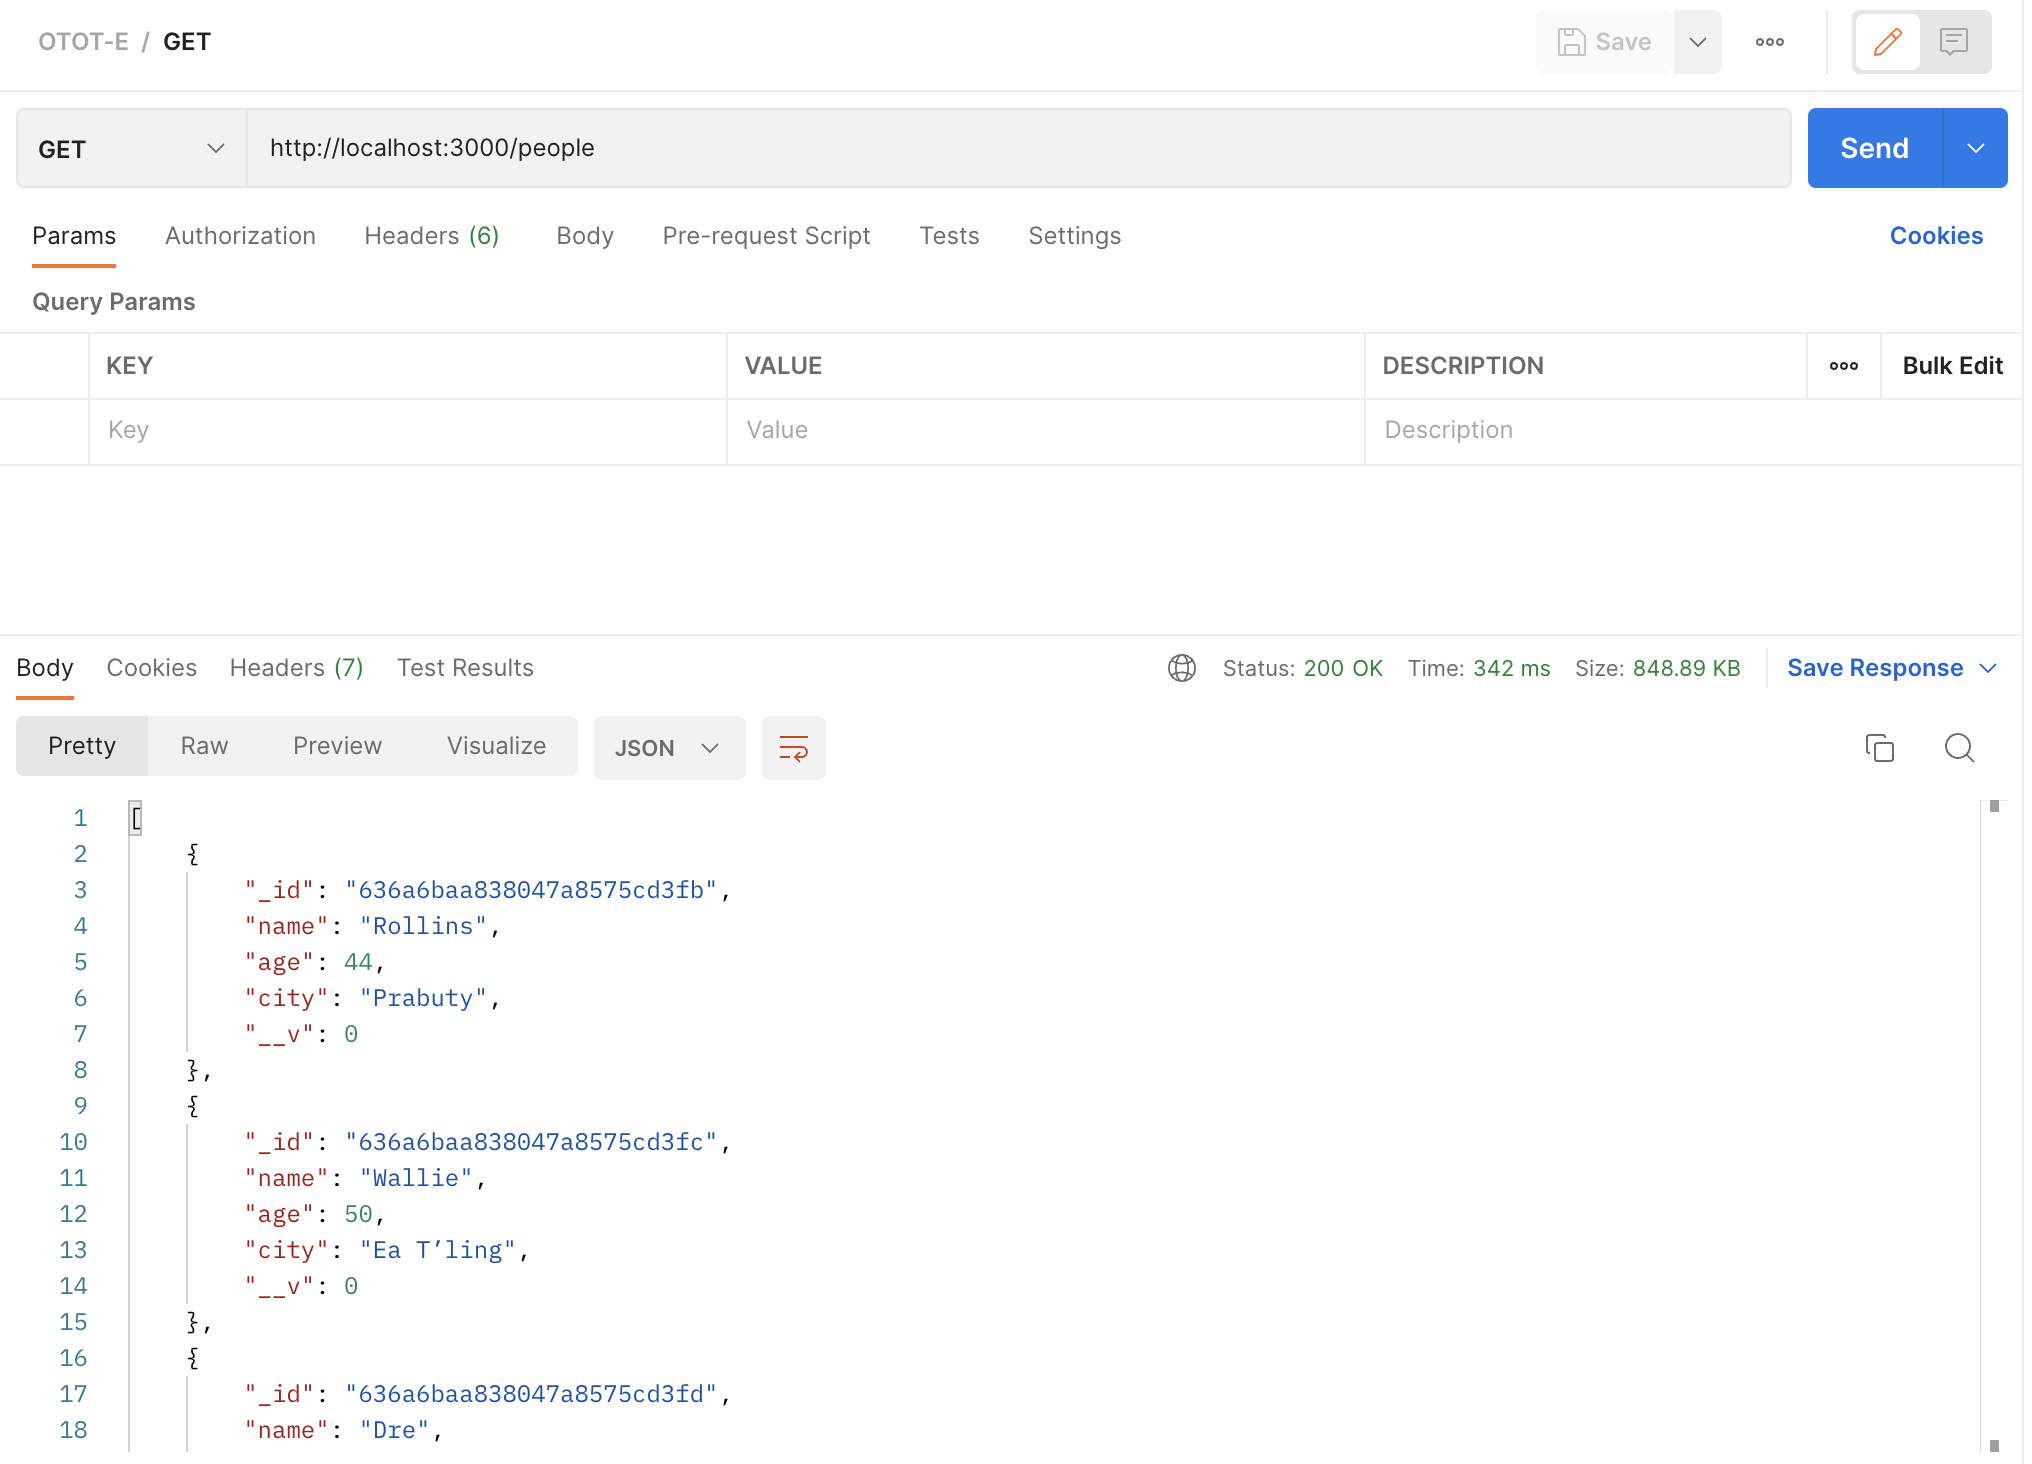 OTOT-E / GET
Save
GET
http://localhost:3000/people
Send
Params Authorization Headers (6) Body Pre-request Script Tests Settings Cookies
Query Params
KEY VALUE DESCRIPTION Bulk Edit
Key Value Description
Body Cookies Headers (7) Test Results Status: 200 OK Time: 342 ms Size: 848.89 KB Save Response
Pretty Raw Preview Visualize JSON
1 [
2 {
3 "_id": "636a6baa838047a8575cd3fb",
4 "name": "Rollins",
5 "age": 44,
6 "city": "Prabuty",
7 "__v": 0
8 },
9 {
10 "_id": "636a6baa838047a8575cd3fc",
11 "name": "Wallie",
12 "age": 50,
13 "city": "Ea T’ling",
14 "__v": 0
15 },
16 {
17 "_id": "636a6baa838047a8575cd3fd",
18 "name": "Dre",